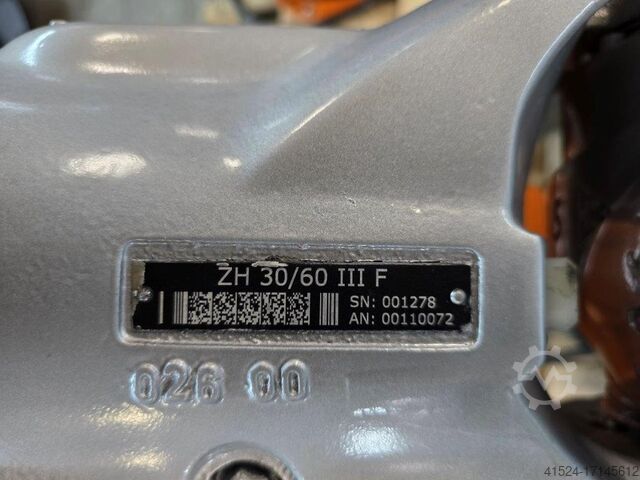 ZH 30/60 III F
SN: 001278
AN: 00110072
026 00
41524-17145612